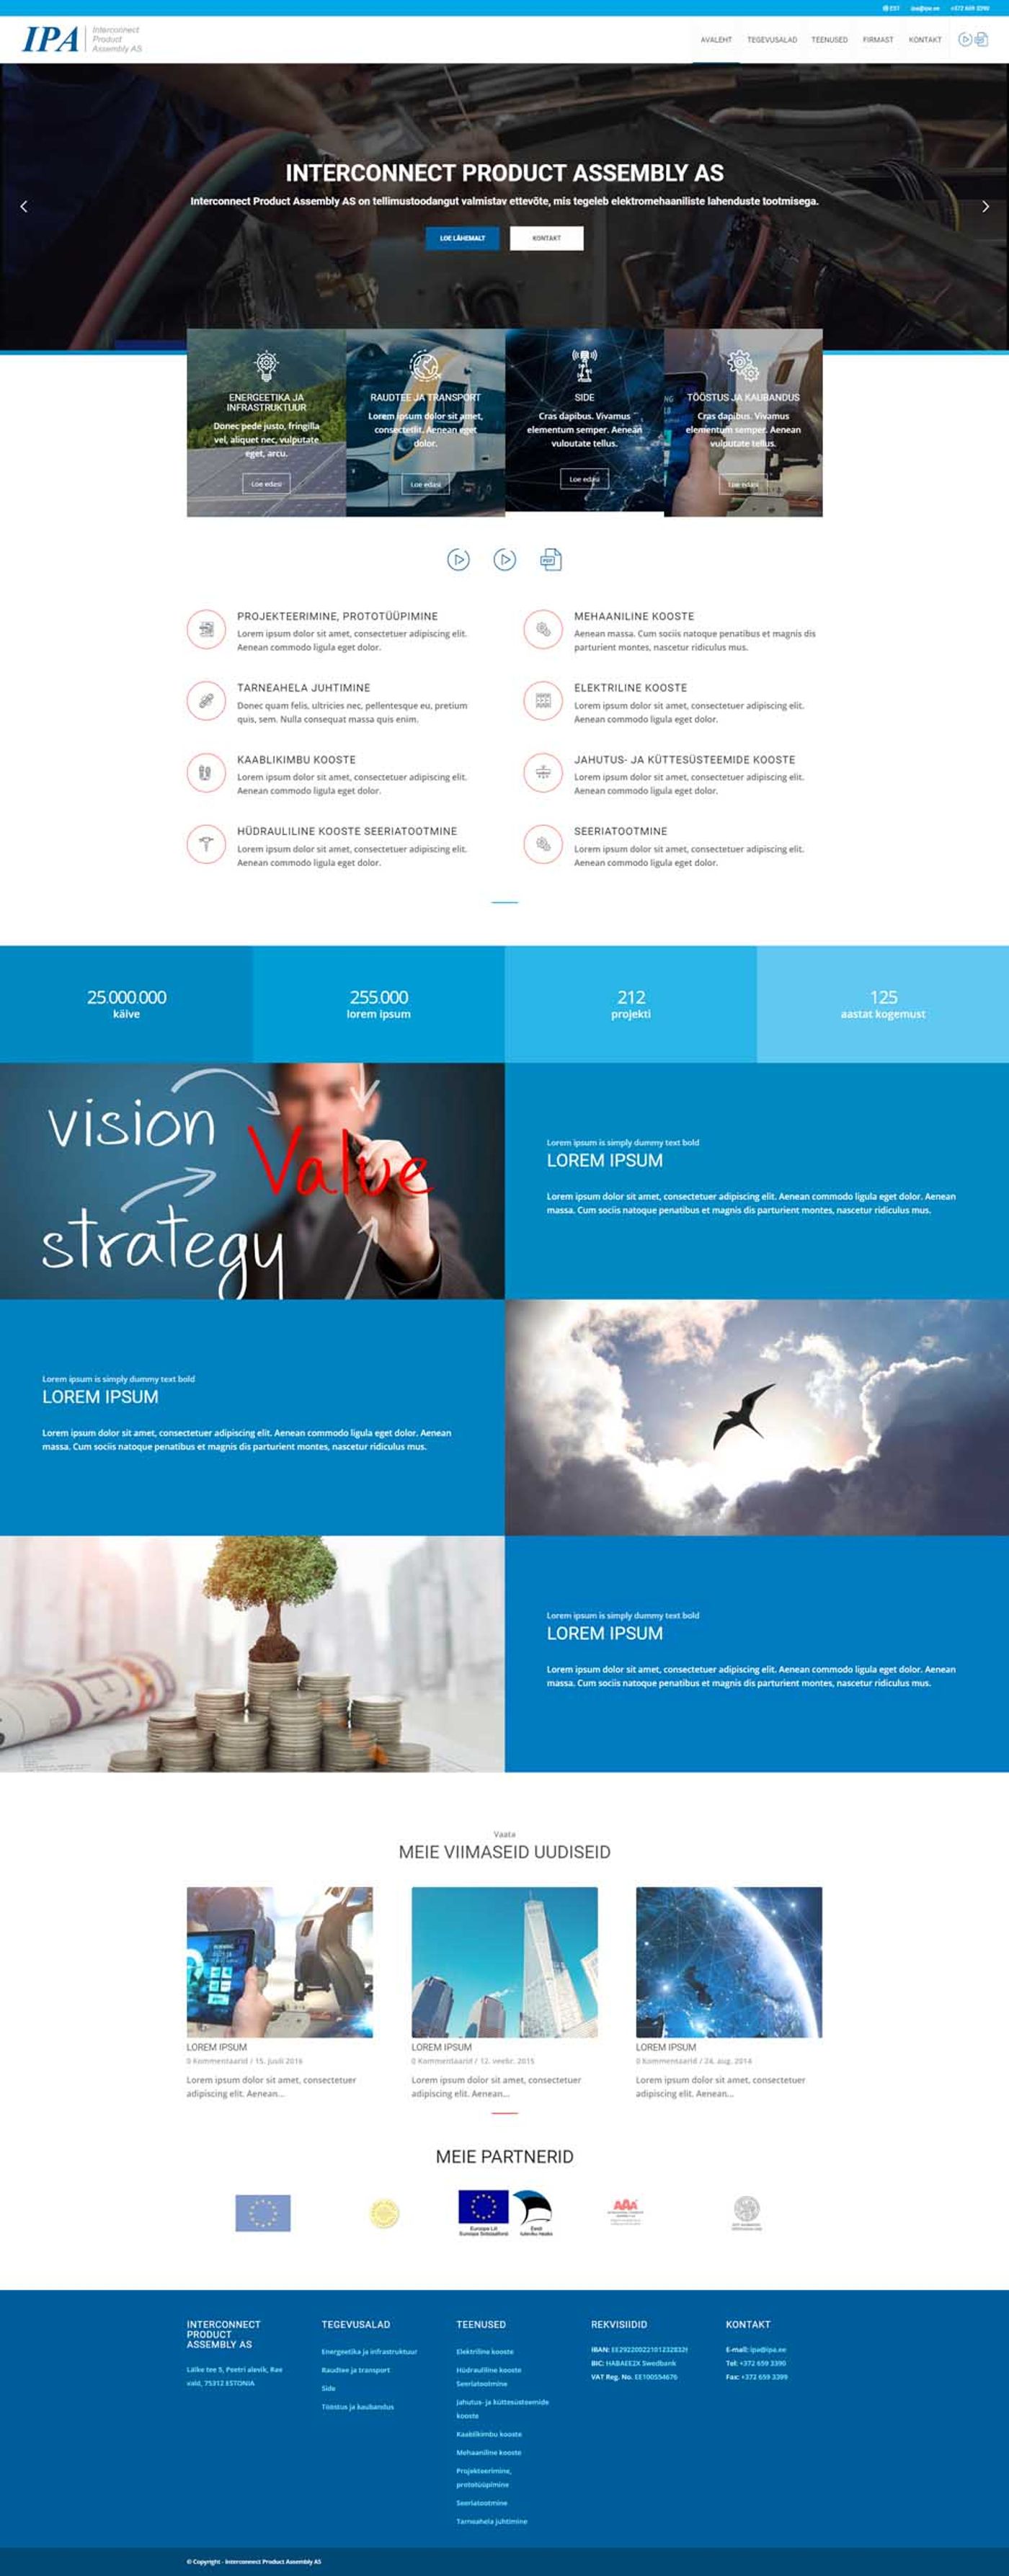 EST ipa@ipa.ee +372 659 3390
IPA
Interconnect
Product
Assembly AS
AVALEHT TEGEVUSALAD TEENUSED FIRMAST KONTAKT
INTERCONNECT PRODUCT ASSEMBLY AS
Interconnect Product Assembly AS on tellimustoodangut valmistav ettevõte, mis tegeleb elektromehaaniliste lahenduste tootmisega.
LOE LÄHEMALT
KONTAKT
ENERGEETIKA JA
INFRASTRUKTUUR
Donec pede justo, fringilla
vel, aliquet nec, vulputate
eget, arcu.
Loe edasi
RAUDTEE JA TRANSPORT
Lorem ipsum dolor sit amet,
consectetlit. Aenean eget
dolor.
Loe edasi
SIDE
Cras dapibus. Vivamus
elementum semper. Aenean
vuloutate tellus.
Loe edasi
TÖÖSTUS JA KAUBANDUS
Cras dapibus. Vivamus
elementum semper. Aenean
vulputate tellus.
Loe edasi
PDF
PROJEKTEERIMINE, PROTOTÜÜPIMINE
Lorem ipsum dolor sit amet, consectetuer adipiscing elit.
Aenean commodo ligula eget dolor.
MEHAANILINE KOOSTE
Aenean massa. Cum sociis natoque penatibus et magnis dis
parturient montes, nascetur ridiculus mus.
TARNEAHELA JUHTIMINE
Donec quam felis, ultricies nec, pellentesque eu, pretium
quis, sem. Nulla consequat massa quis enim.
ELEKTRILINE KOOSTE
Lorem ipsum dolor sit amet, consectetuer adipiscing elit.
Aenean commodo ligula eget dolor.
KAABLIKIMBU KOOSTE
Lorem ipsum dolor sit amet, consectetuer adipiscing elit.
Aenean commodo ligula eget dolor.
JAHUTUS- JA KÜTTESÜSTEEMIDE KOOSTE
Lorem ipsum dolor sit amet, consectetuer adipiscing elit.
Aenean commodo ligula eget dolor.
HÜDRAULILINE KOOSTE SEERIATOOTMINE
Lorem ipsum dolor sit amet, consectetuer adipiscing elit.
Aenean commodo ligula eget dolor.
SEERIATOOTMINE
Lorem ipsum dolor sit amet, consectetuer adipiscing elit.
Aenean commodo ligula eget dolor.
25.000.000
käive
255.000
lorem ipsum
212
projekti
125
aastat kogemust
vision
Value
strategy
Lorem ipsum is simply dummy text bold
LOREM IPSUM
Lorem ipsum dolor sit amet, consectetuer adipiscing elit. Aenean commodo ligula eget dolor. Aenean
massa. Cum sociis natoque penatibus et magnis dis parturient montes, nascetur ridiculus mus.
Lorem ipsum is simply dummy text bold
LOREM IPSUM
Lorem ipsum dolor sit amet, consectetuer adipiscing elit. Aenean commodo ligula eget dolor. Aenean
massa. Cum sociis natoque penatibus et magnis dis parturient montes, nascetur ridiculus mus.
Lorem ipsum is simply dummy text bold
LOREM IPSUM
Lorem ipsum dolor sit amet, consectetuer adipiscing elit. Aenean commodo ligula eget dolor. Aenean
massa. Cum sociis natoque penatibus et magnis dis parturient montes, nascetur ridiculus mus.
Vaata
MEIE VIIMASEID UUDISEID
LOREM IPSUM
0 Kommentaarid / 15. juuli 2016
Lorem ipsum dolor sit amet, consectetuer
adipiscing elit. Aenean...
LOREM IPSUM
0 Kommentaarid / 12. veebr. 2015
Lorem ipsum dolor sit amet, consectetuer
adipiscing elit. Aenean...
LOREM IPSUM
0 Kommentaarid / 24. aug. 2014
Lorem ipsum dolor sit amet, consectetuer
adipiscing elit. Aenean...
MEIE PARTNERID
Euroopa Liit
Euroopa Sotsiaalfond
Eesti
tuleviku heaks
AAA
INTERCONNECT
PRODUCT
ASSEMBLY AS
Läike tee 5, Peetri alevik, Rae
vald, 75312 ESTONIA
TEGEVUSALAD
Energeetika ja infrastruktuur
Raudtee ja transport
Side
Tööstus ja kaubandus
TEENUSED
Elektriline kooste
Hüdrauliline kooste
Seeriatootmine
Jahutus- ja küttesüsteemide
kooste
Kaablikimbu kooste
Mehaaniline kooste
Projekteerimine,
prototüüpimine
Seeriatootmine
Tarneahela juhtimine
REKVISIIDID
IBAN:
BIC: HABAEE2X Swedbank
VAT Reg. No. EE100554676
KONTAKT
E-mail: ipa@ipa.ee
Tel: +372 659 3390
Fax: +372 659 3399
© Copyright - Interconnect Product Assembly AS